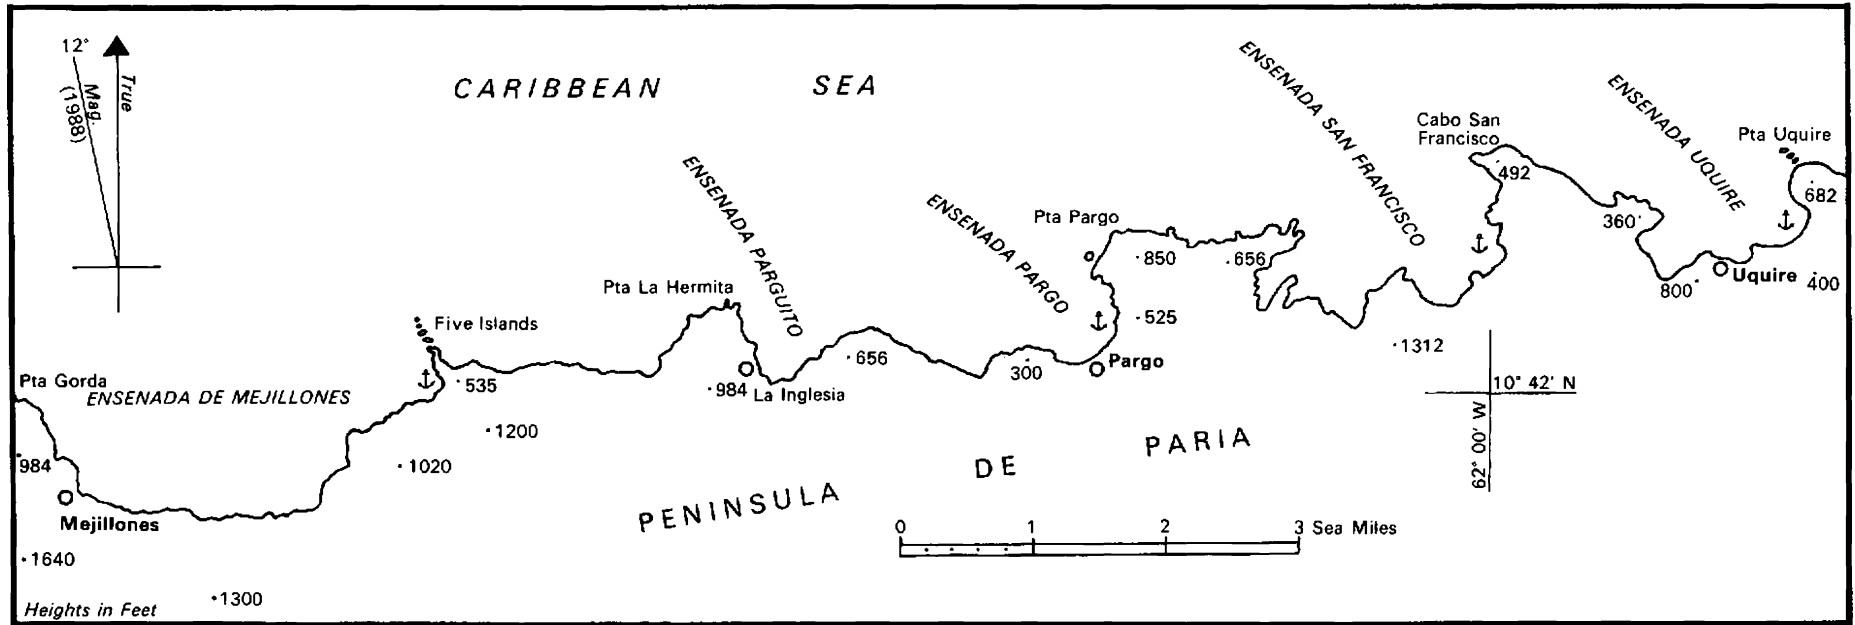 12°
True
Mag.
(1988)
CARIBBEAN SEA
ENSENADA SAN FRANCISCO
ENSENADA UQUIRE
Cabo San
Francisco
Pta Uquire
492
682
360
ENSENADA PARGUITO
ENSENADA PARGO
Pta Pargo
850
656
Uquire
400
800
Pta La Hermita
Five Islands
525
1312
656
Pargo
300
Pta Gorda
ENSENADA DE MEJILLONES
535
984
La Inglesia
10° 42' N
62° 00' W
1200
1020
984
Mejillones
PENINSULA DE PARIA
0 1 2 3 Sea Miles
1640
1300
Heights in Feet